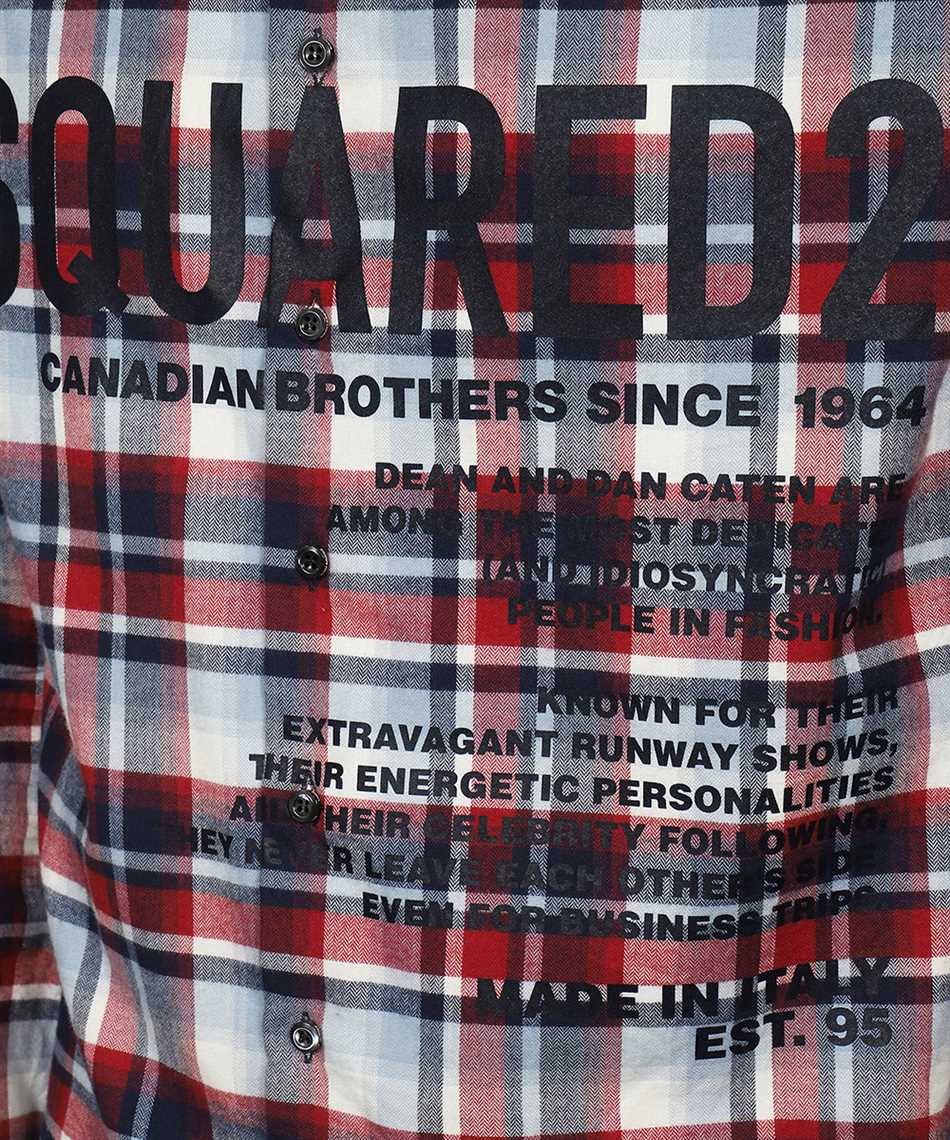 SQUARED2
CANADIAN BROTHERS SINCE 1964
DEAN AND DAN CATEN ARE
AMONG THE MOST DEDICATE
(AND IDIOSYNCRATIC
PEOPLE IN FASHION.
KNOWN FOR THEIR
EXTRAVAGANT RUNWAY SHOWS,
THEIR ENERGETIC PERSONALITIES
AND THEIR CELEBRITY FOLLOWING,
THEY NEVER LEAVE EACH OTHER'S SIDE
EVEN FOR BUSINESS TRIPS.
MADE IN ITALY
EST. 95